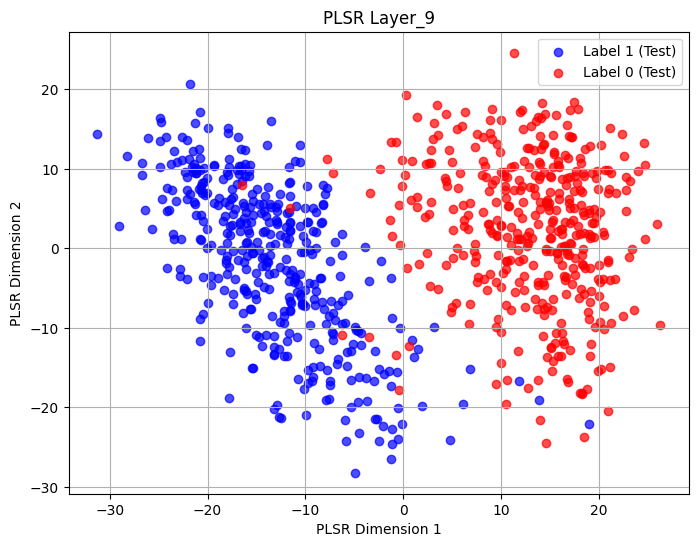 PLSR Layer_9
Label 1 (Test)
Label 0 (Test)
PLSR Dimension 2
20
10
0
−10
−20
−30
−30
−20
−10
0
10
20
PLSR Dimension 1